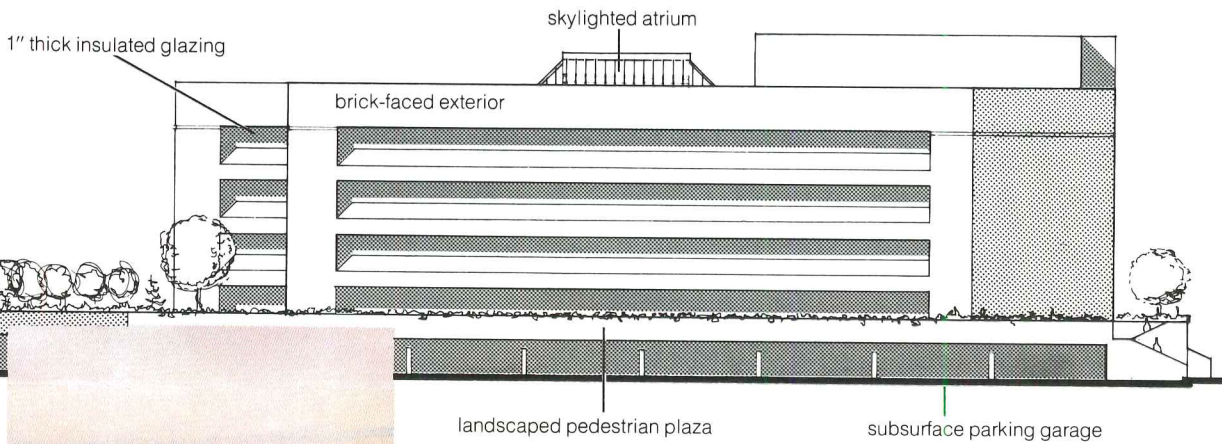 skylighted atrium
1" thick insulated glazing
brick-faced exterior
landscaped pedestrian plaza
subsurface parking garage